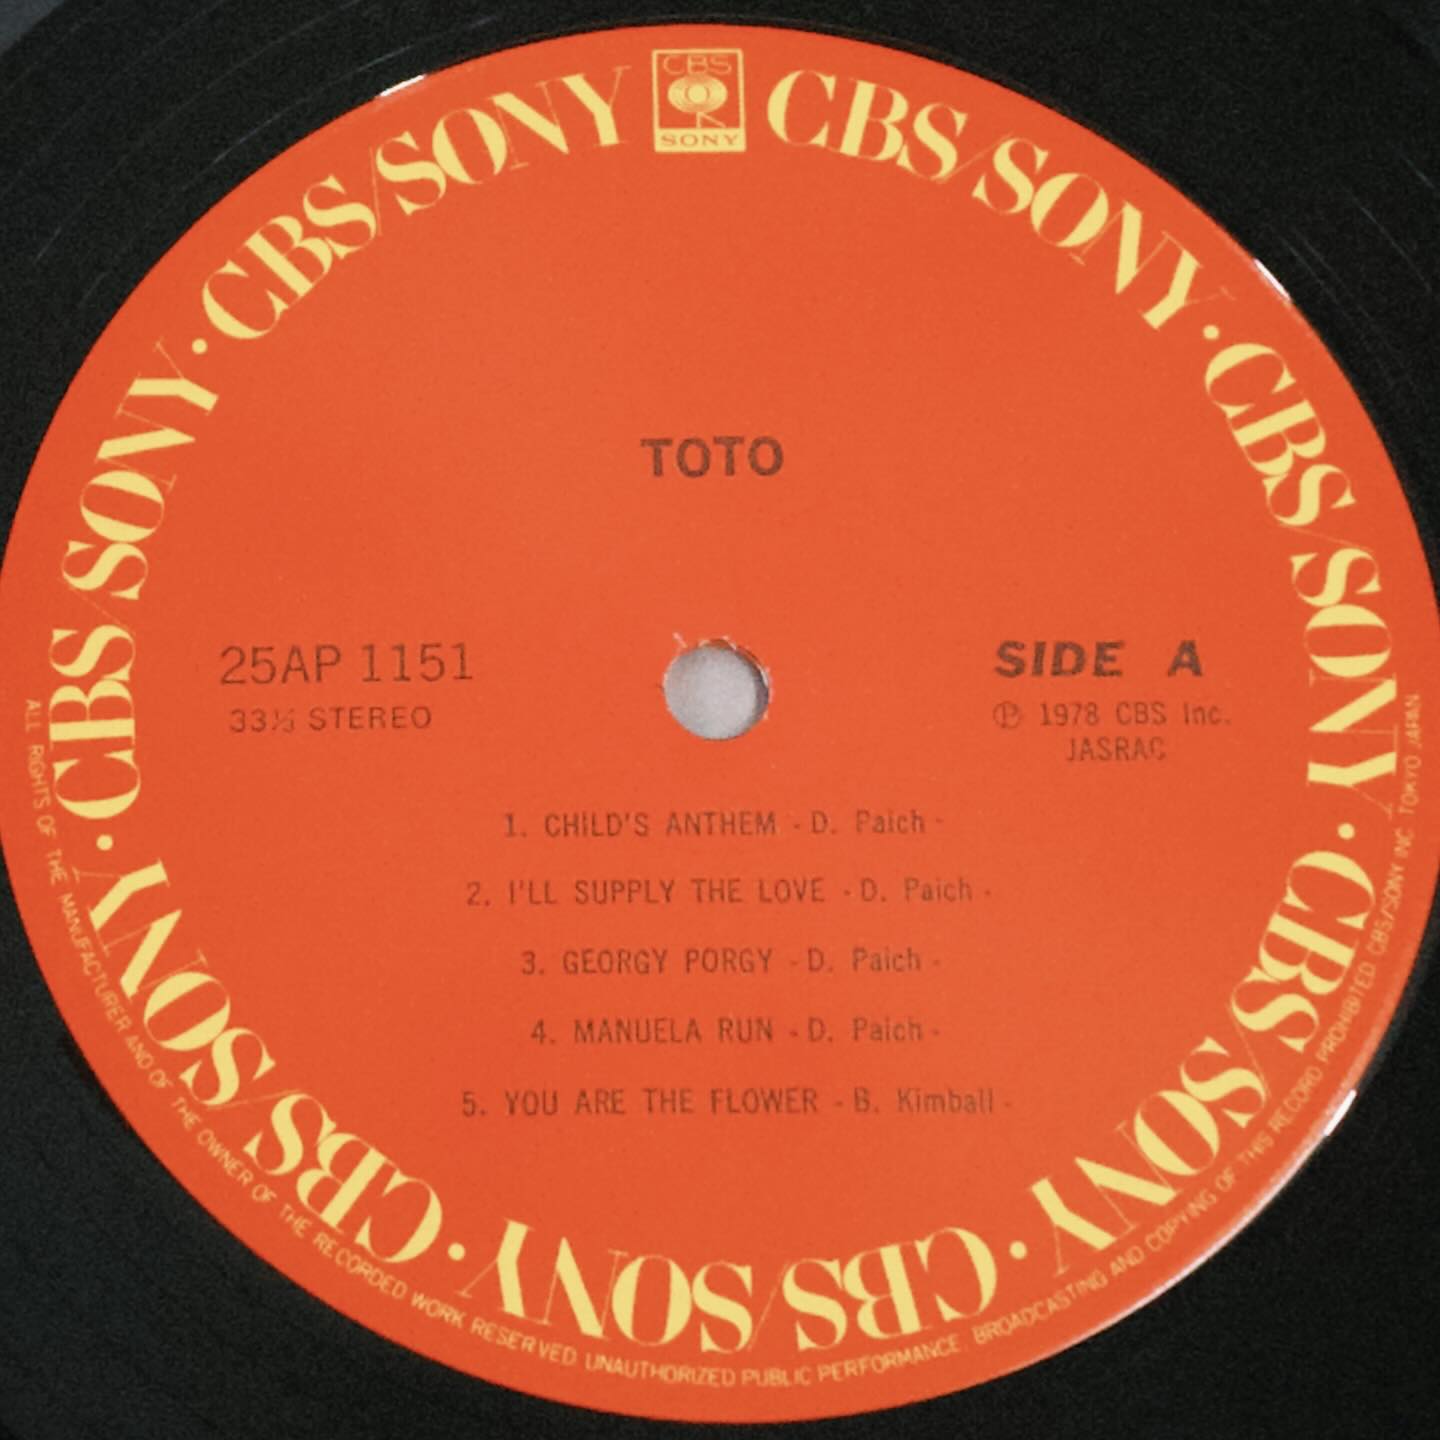 CBS
SONY
CBS/SONY · CBS/SONY · CBS/SONY · CBS/SONY · CBS/SONY · CBS/SONY · CBS/SONY
TOTO
25AP 1151
33⅓ STEREO
SIDE A
Ⓟ 1978 CBS Inc.
JASRAC
1. CHILD'S ANTHEM - D. Paich -
2. I'LL SUPPLY THE LOVE - D. Paich -
3. GEORGY PORGY - D. Paich -
4. MANUELA RUN - D. Paich -
5. YOU ARE THE FLOWER - B. Kimball -
ALL RIGHTS OF THE MANUFACTURER AND OF THE OWNER OF THE RECORDED WORK RESERVED UNAUTHORIZED PUBLIC PERFORMANCE, BROADCASTING AND COPYING OF THIS RECORD PROHIBITED CBS/SONY INC TOKYO JAPAN